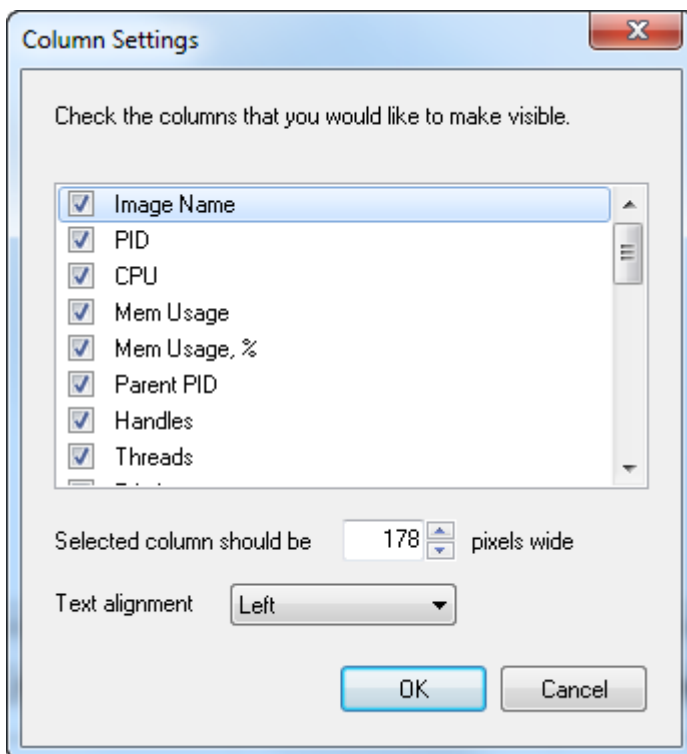 Column Settings
Check the columns that you would like to make visible.
Image Name
PID
CPU
Mem Usage
Mem Usage, %
Parent PID
Handles
Threads
Selected column should be 178 pixels wide
Text alignment Left
OK Cancel